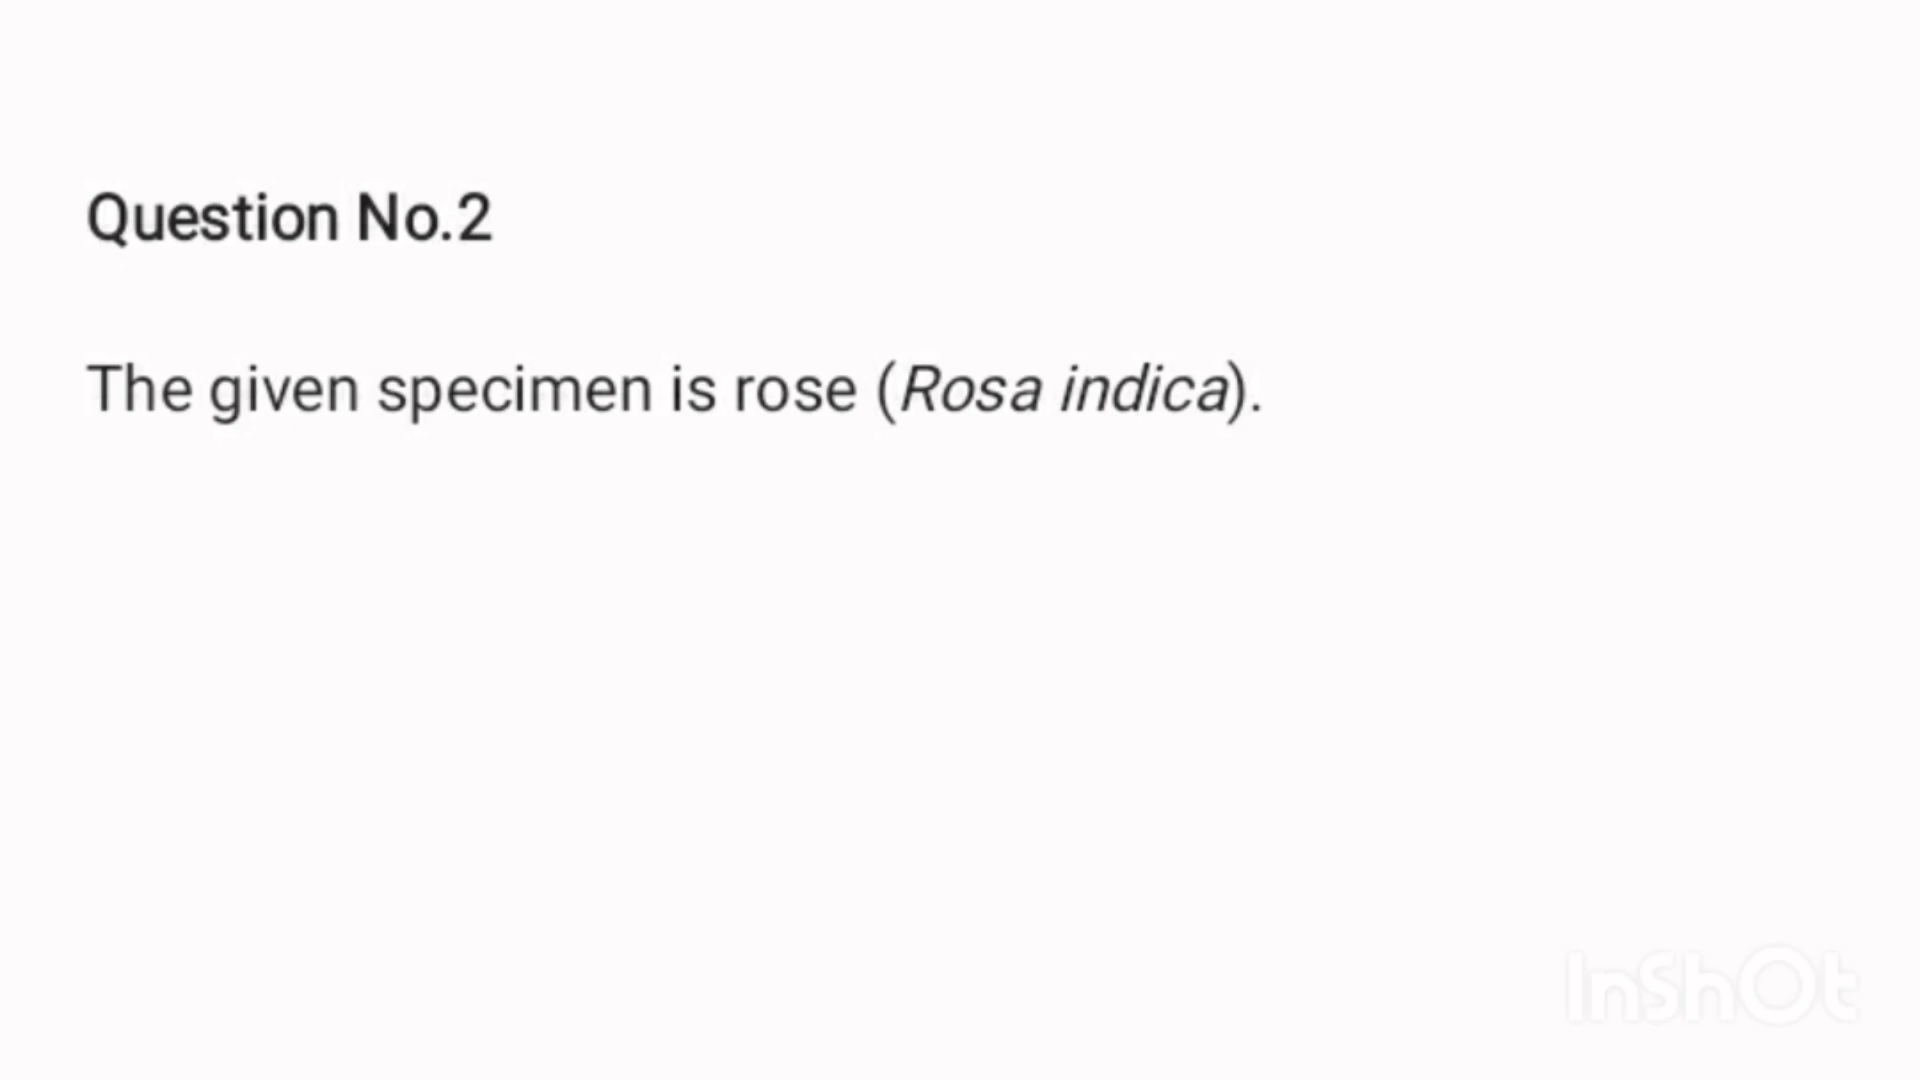 Question No.2
The given specimen is rose (Rosa indica).
InShOt